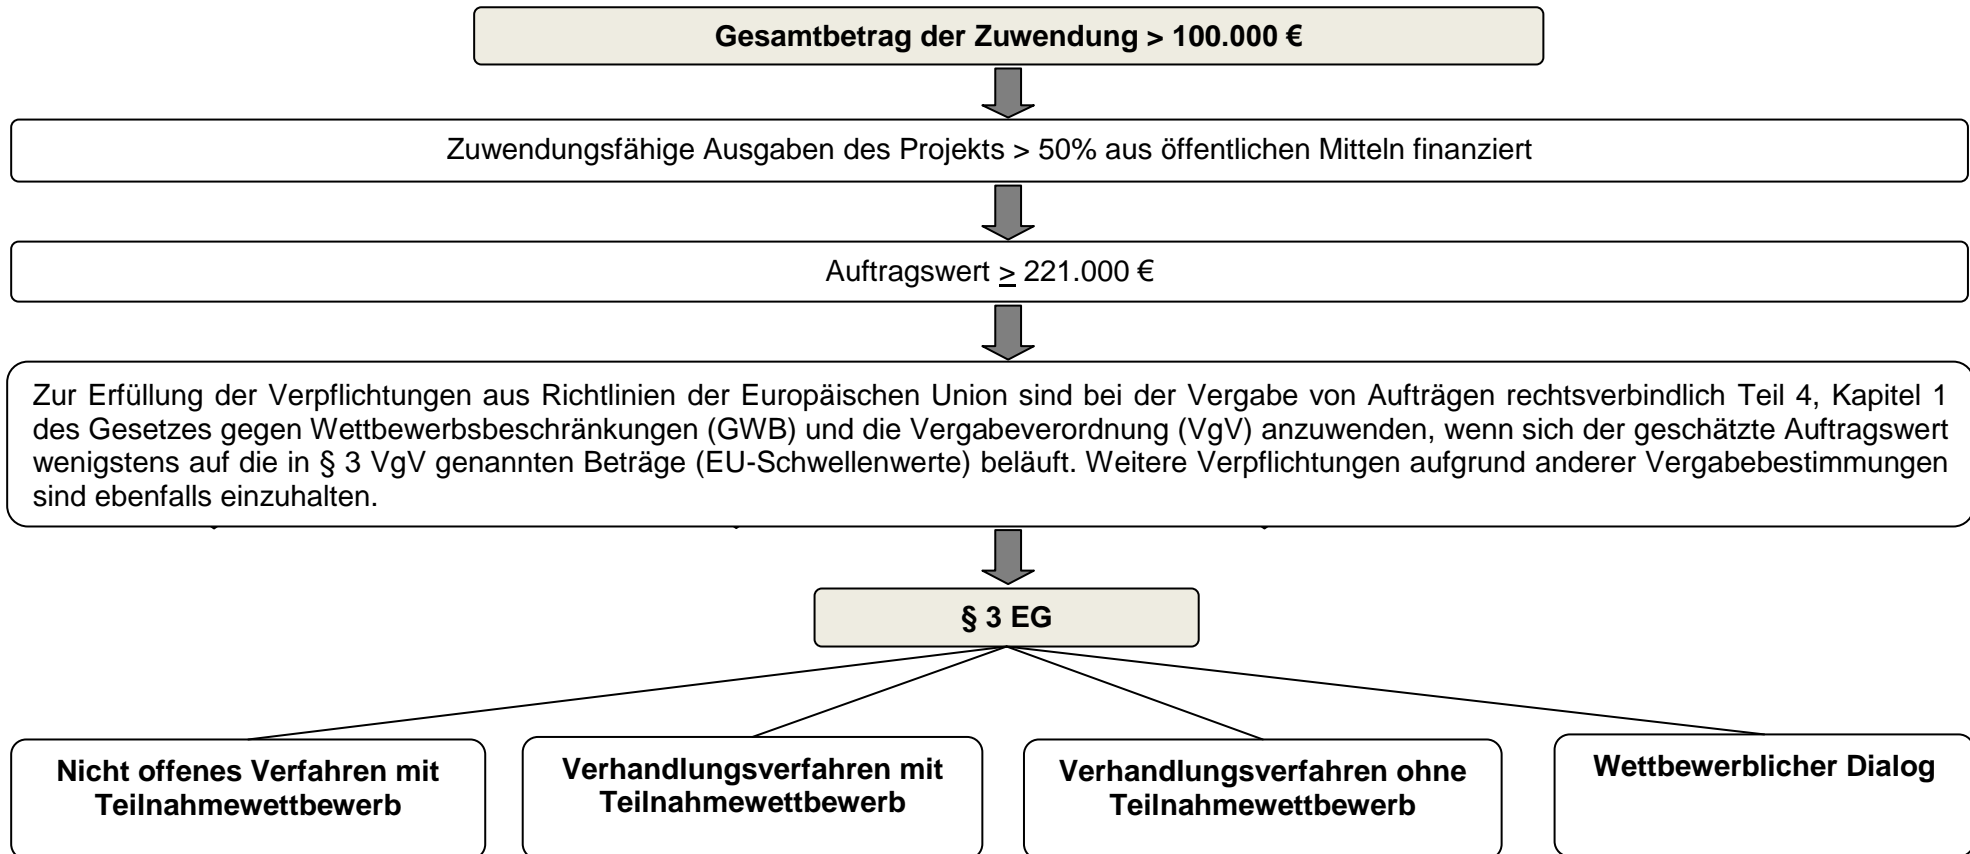 Gesamtbetrag der Zuwendung > 100.000 €
Zuwendungsfähige Ausgaben des Projekts > 50% aus öffentlichen Mitteln finanziert
Auftragswert ≥ 221.000 €
Zur Erfüllung der Verpflichtungen aus Richtlinien der Europäischen Union sind bei der Vergabe von Aufträgen rechtsverbindlich Teil 4, Kapitel 1
des Gesetzes gegen Wettbewerbsbeschränkungen (GWB) und die Vergabeverordnung (VgV) anzuwenden, wenn sich der geschätzte Auftragswert
wenigstens auf die in § 3 VgV genannten Beträge (EU-Schwellenwerte) beläuft. Weitere Verpflichtungen aufgrund anderer Vergabebestimmungen
sind ebenfalls einzuhalten.
§ 3 EG
Nicht offenes Verfahren mit
Teilnahmewettbewerb
Verhandlungsverfahren mit
Teilnahmewettbewerb
Verhandlungsverfahren ohne
Teilnahmewettbewerb
Wettbewerblicher Dialog